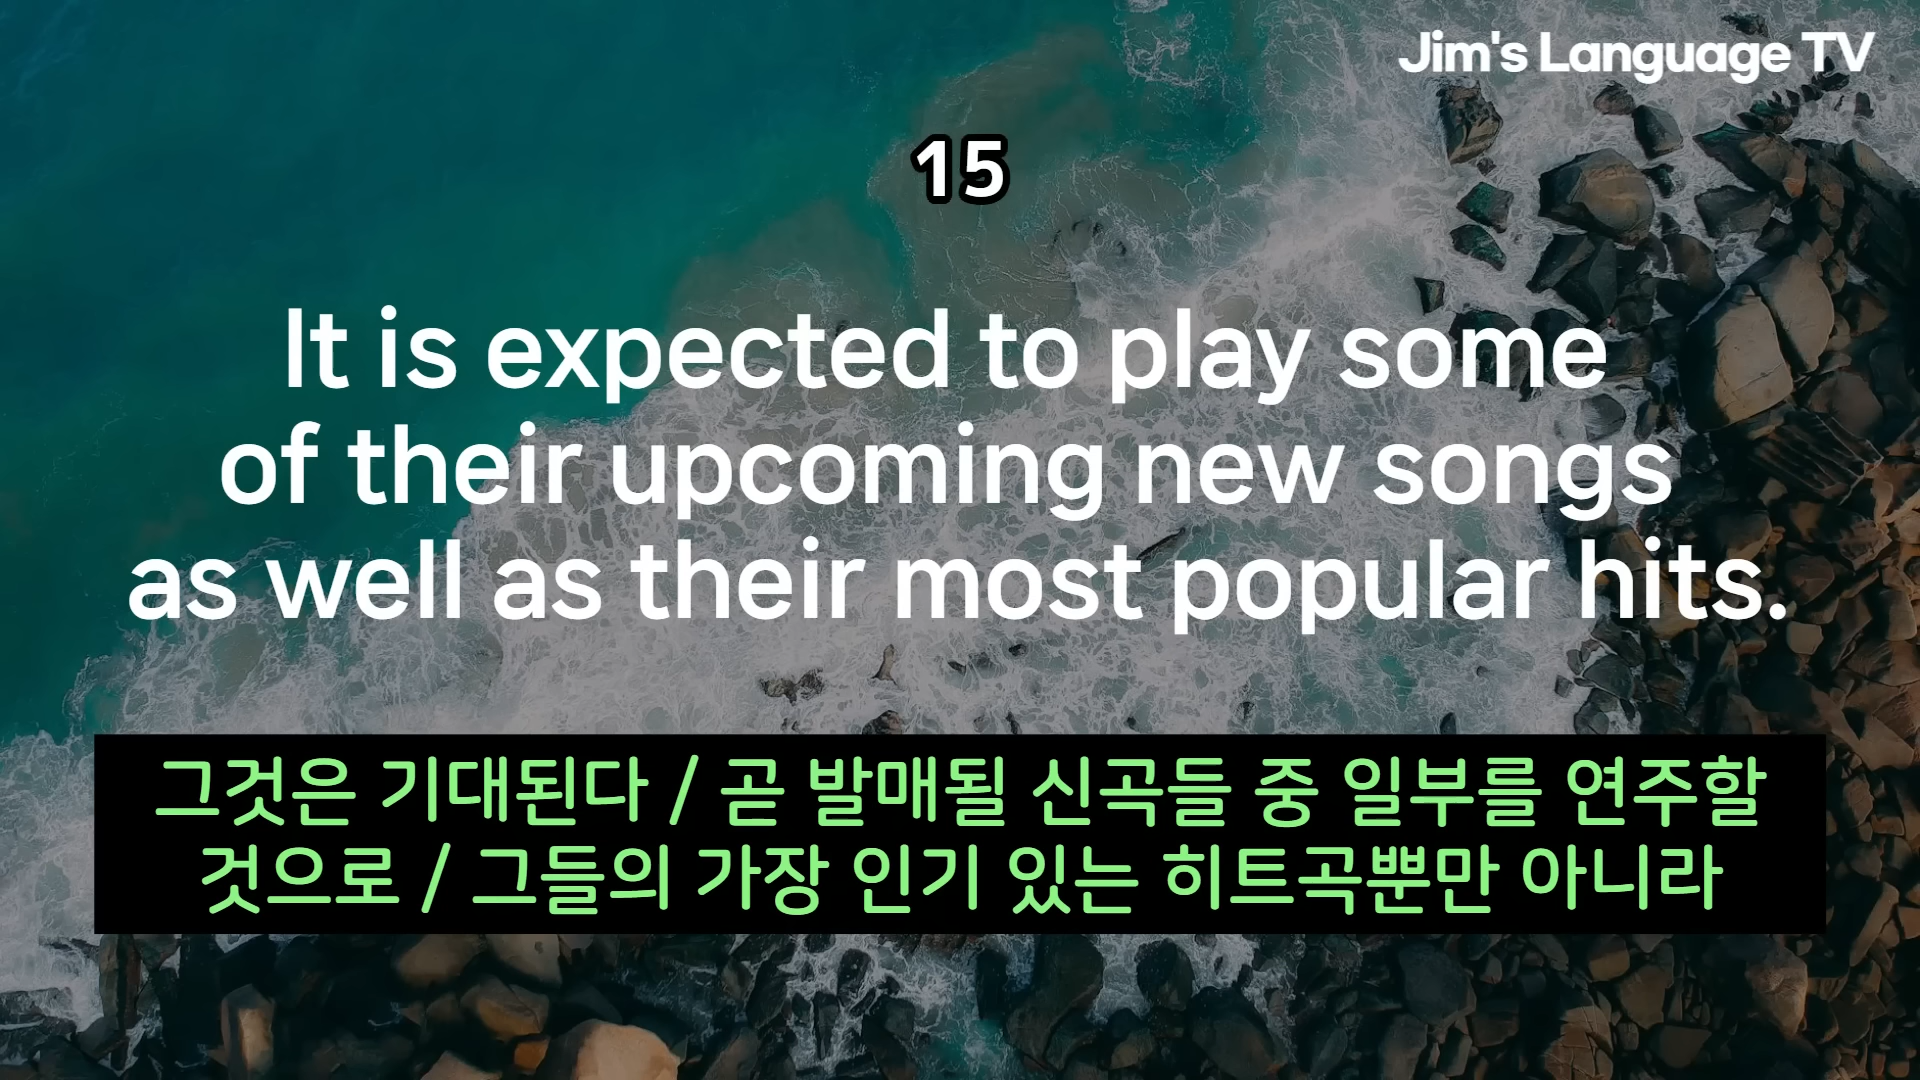 Jim's Language TV
15
It is expected to play some
of their upcoming new songs
as well as their most popular hits.
그것은 기대된다 / 곧 발매될 신곡들 중 일부를 연주할
것으로 / 그들의 가장 인기 있는 히트곡뿐만 아니라